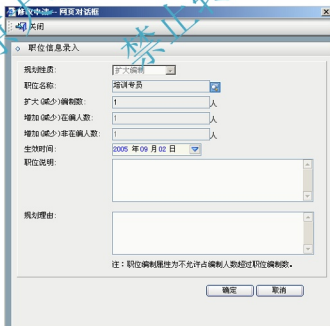 修改申请-- 网页对话框
关闭
职位信息录入
规划性质: 扩大编制
职位名称: 培训专员
扩大(减少)编制数: 1 人
增加(减少)在编人数: 1 人
增加(减少)非在编人数: 1 人
生效时间: 2005 年 09 月 02 日
职位说明:
规划理由:
注:职位编制属性为不允许占编制人数超过职位编制数。
确定 取消